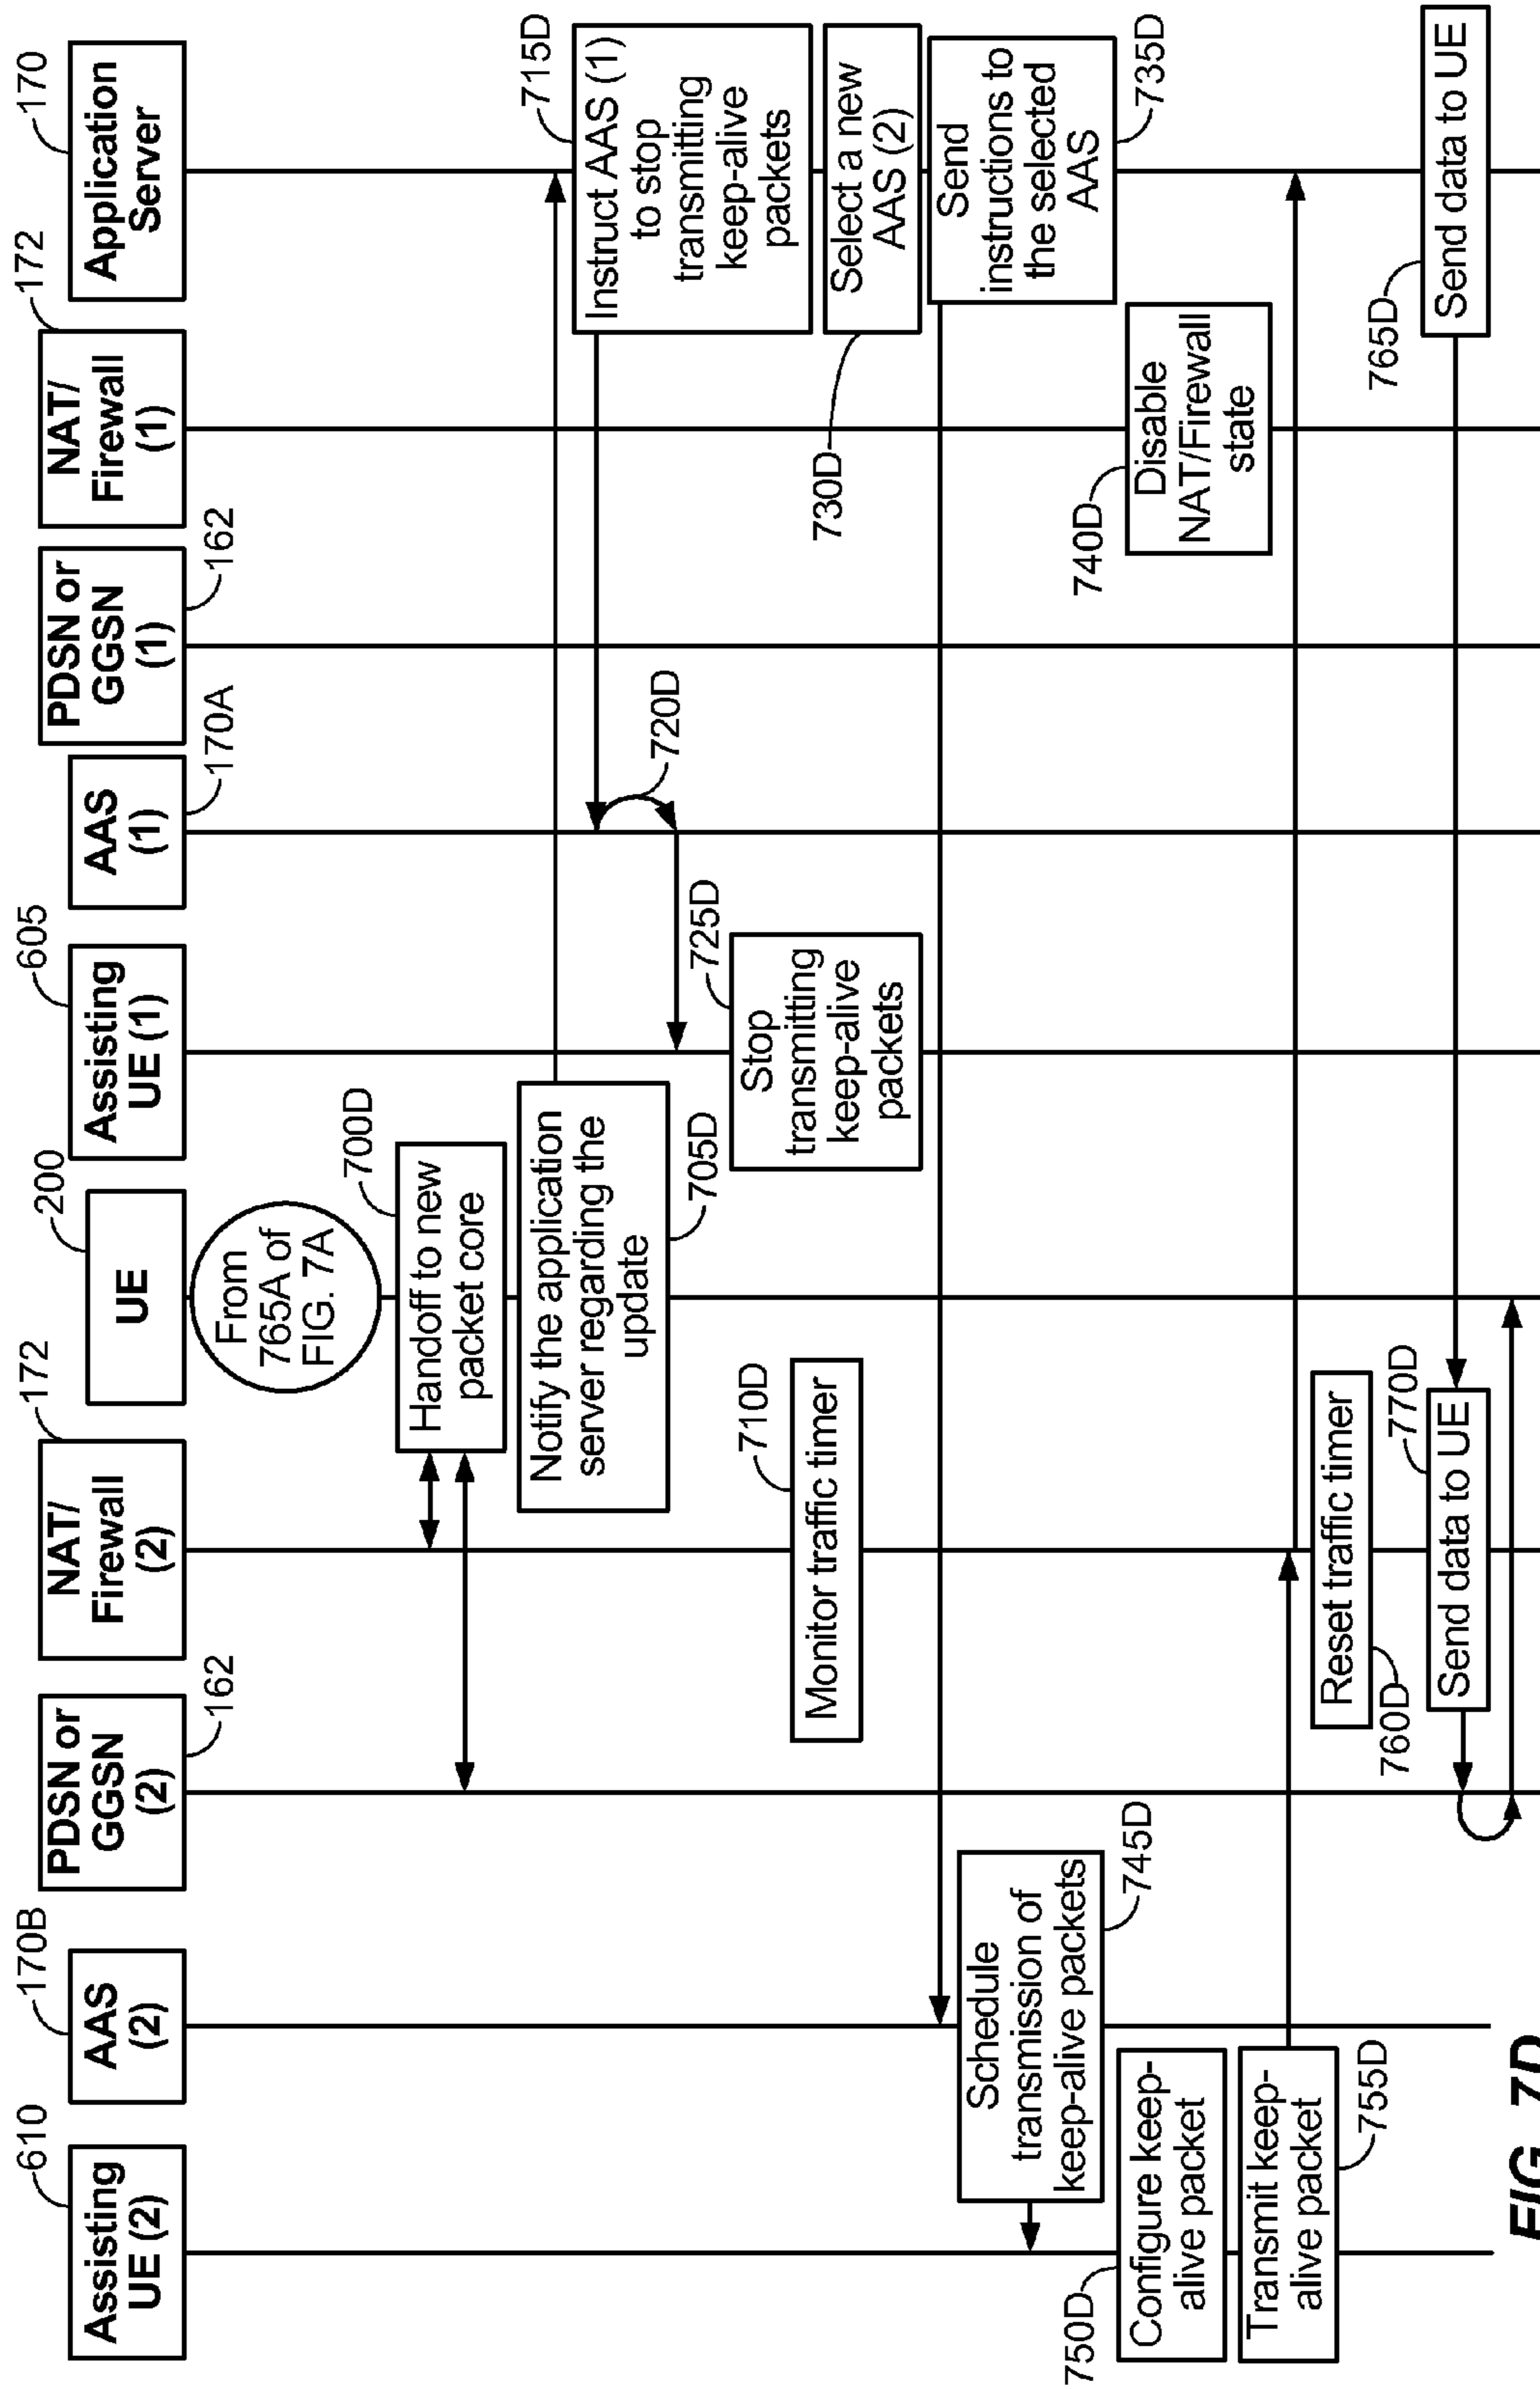 610
Assisting
UE (2)
170B
AAS
(2)
PDSN or
GGSN
(2)
162
NAT/
Firewall
(2)
172
UE
200
Assisting
UE (1)
605
AAS
(1)
170A
PDSN or
GGSN
(1)
162
NAT/
Firewall
(1)
172
Application
Server
170
From
765A of
FIG. 7A
Handoff to new
packet core
700D
Notify the application
server regarding the
update
705D
710D
Monitor traffic timer
715D
Instruct AAS (1)
to stop
transmitting
keep-alive
packets
720D
725D
Stop
transmitting
keep-alive
packets
Select a new
AAS (2)
730D
Send
instructions to
the selected
AAS
735D
740D
Disable
NAT/Firewall
state
Schedule
transmission of
keep-alive packets
745D
750D
Configure keep-
alive packet
Transmit keep-
alive packet
755D
Reset traffic timer
760D
765D
Send data to UE
770D
Send data to UE
FIG. 7D